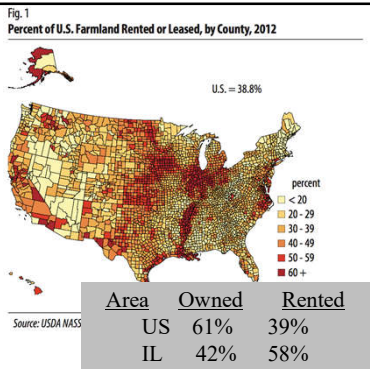 Fig. 1
Percent of U.S. Farmland Rented or Leased, by County, 2012
U.S. = 38.8%
percent
< 20
20 - 29
30 - 39
40 - 49
50 - 59
60 +
Area Owned Rented
US 61% 39%
IL 42% 58%
Source: USDA NASS